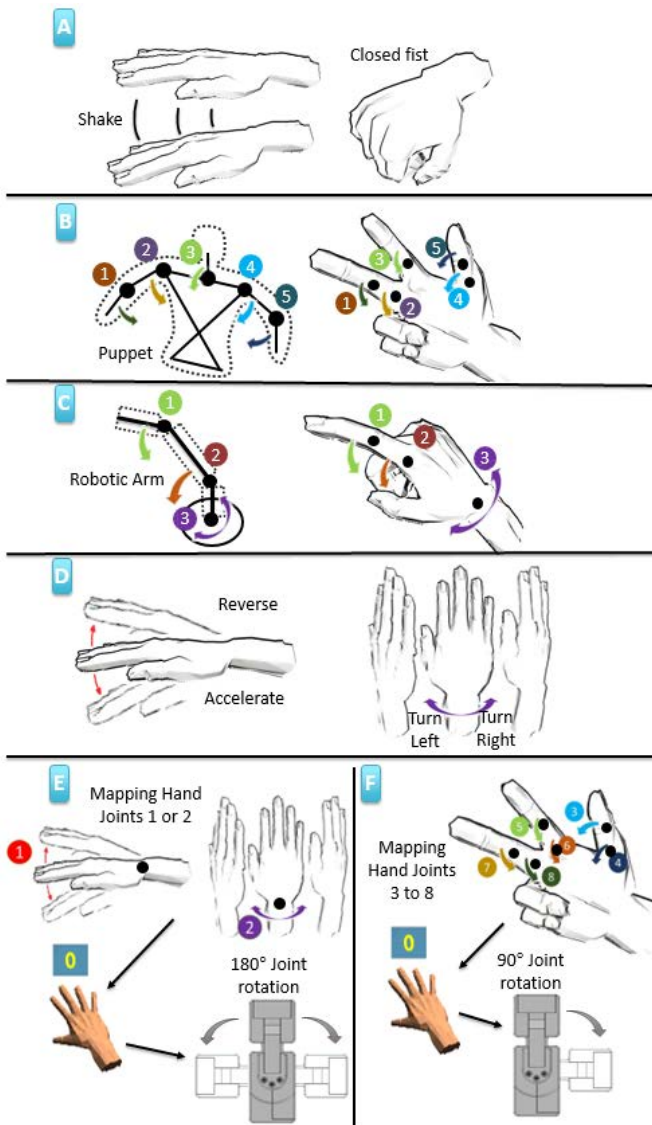 A
Closed fist
Shake
B
1
2
3
4
5
Puppet
3
5
1
2
4
C
1
2
3
Robotic Arm
1
2
3
D
Reverse
Accelerate
Turn
Left
Turn
Right
E
Mapping Hand
Joints 1 or 2
1
2
0
180° Joint
rotation
F
Mapping
Hand Joints
3 to 8
5
3
6
4
7
8
0
90° Joint
rotation